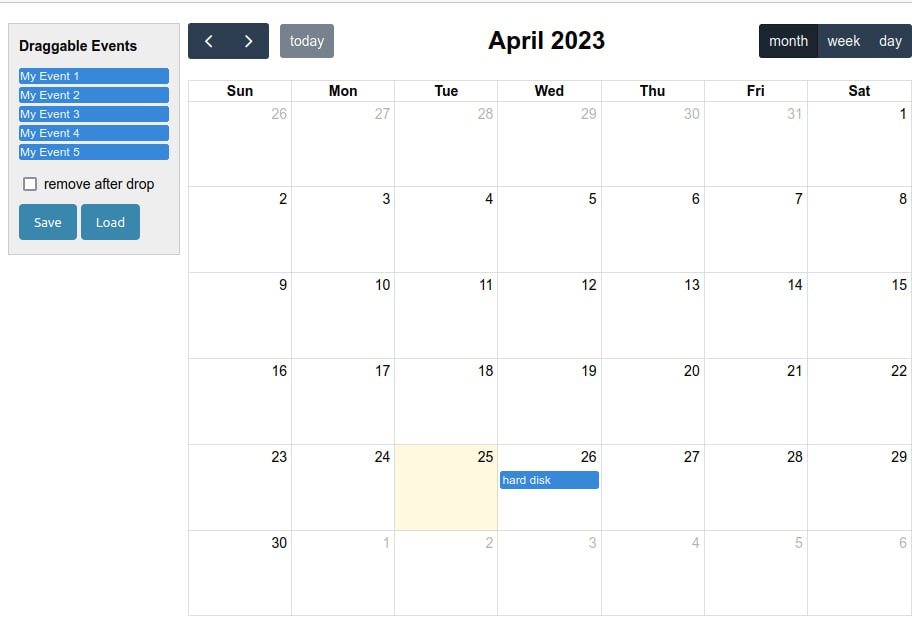 Draggable Events
My Event 1
My Event 2
My Event 3
My Event 4
My Event 5
remove after drop
Save Load
today
April 2023
month week day
Sun Mon Tue Wed Thu Fri Sat
26 27 28 29 30 31 1
2 3 4 5 6 7 8
9 10 11 12 13 14 15
16 17 18 19 20 21 22
23 24 25 26 27 28 29
hard disk
30 1 2 3 4 5 6